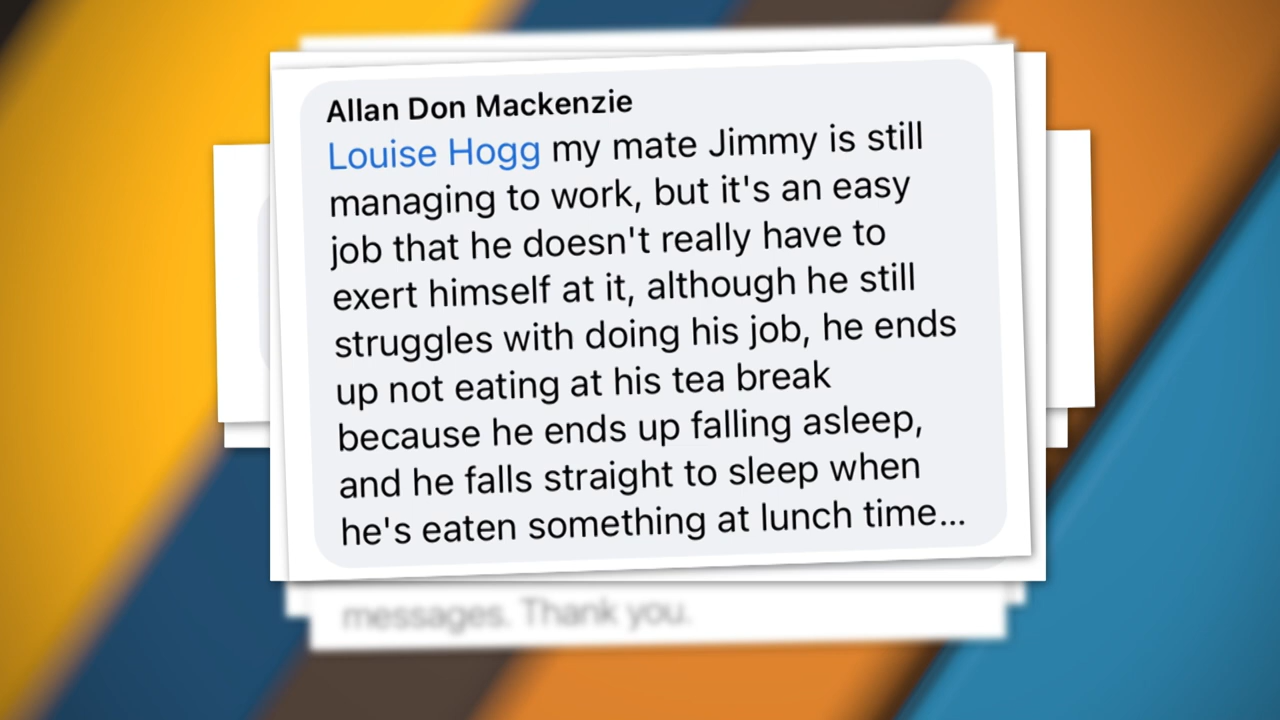 Allan Don Mackenzie
Louise Hogg my mate Jimmy is still
managing to work, but it's an easy
job that he doesn't really have to
exert himself at it, although he still
struggles with doing his job, he ends
up not eating at his tea break
because he ends up falling asleep,
and he falls straight to sleep when
he's eaten something at lunch time...
messages. Thank you.